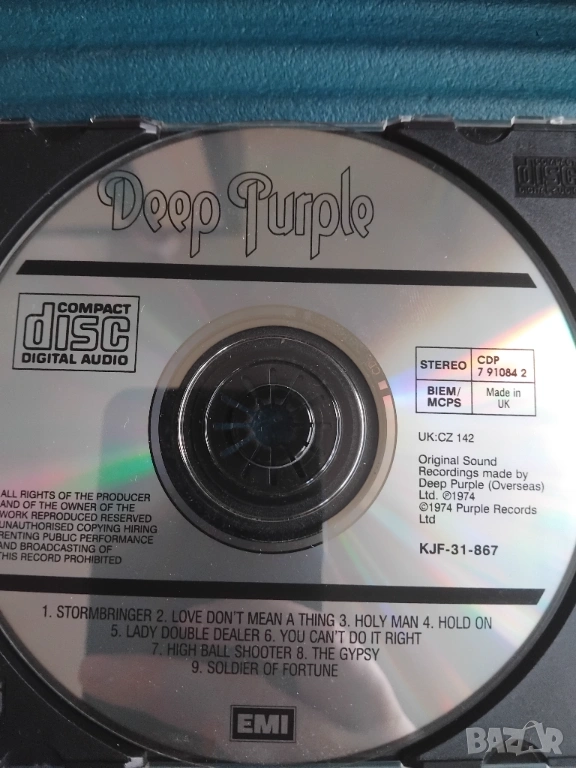 Deep Purple
COMPACT
disc
DIGITAL AUDIO
disc
STEREO
CDP
7 91084 2
BIEM/
MCPS
Made in
UK
UK:CZ 142
Original Sound
Recordings made by
Deep Purple (Overseas)
Ltd. ℗1974
©1974 Purple Records
Ltd
KJF-31-867
ALL RIGHTS OF THE PRODUCER
AND OF THE OWNER OF THE
WORK REPRODUCED RESERVED
UNAUTHORISED COPYING HIRING
RENTING PUBLIC PERFORMANCE
AND BROADCASTING OF
THIS RECORD PROHIBITED
1. STORMBRINGER 2. LOVE DON'T MEAN A THING 3. HOLY MAN 4. HOLD ON
5. LADY DOUBLE DEALER 6. YOU CAN'T DO IT RIGHT
7. HIGH BALL SHOOTER 8. THE GYPSY
9. SOLDIER OF FORTUNE
EMI
BAZAR